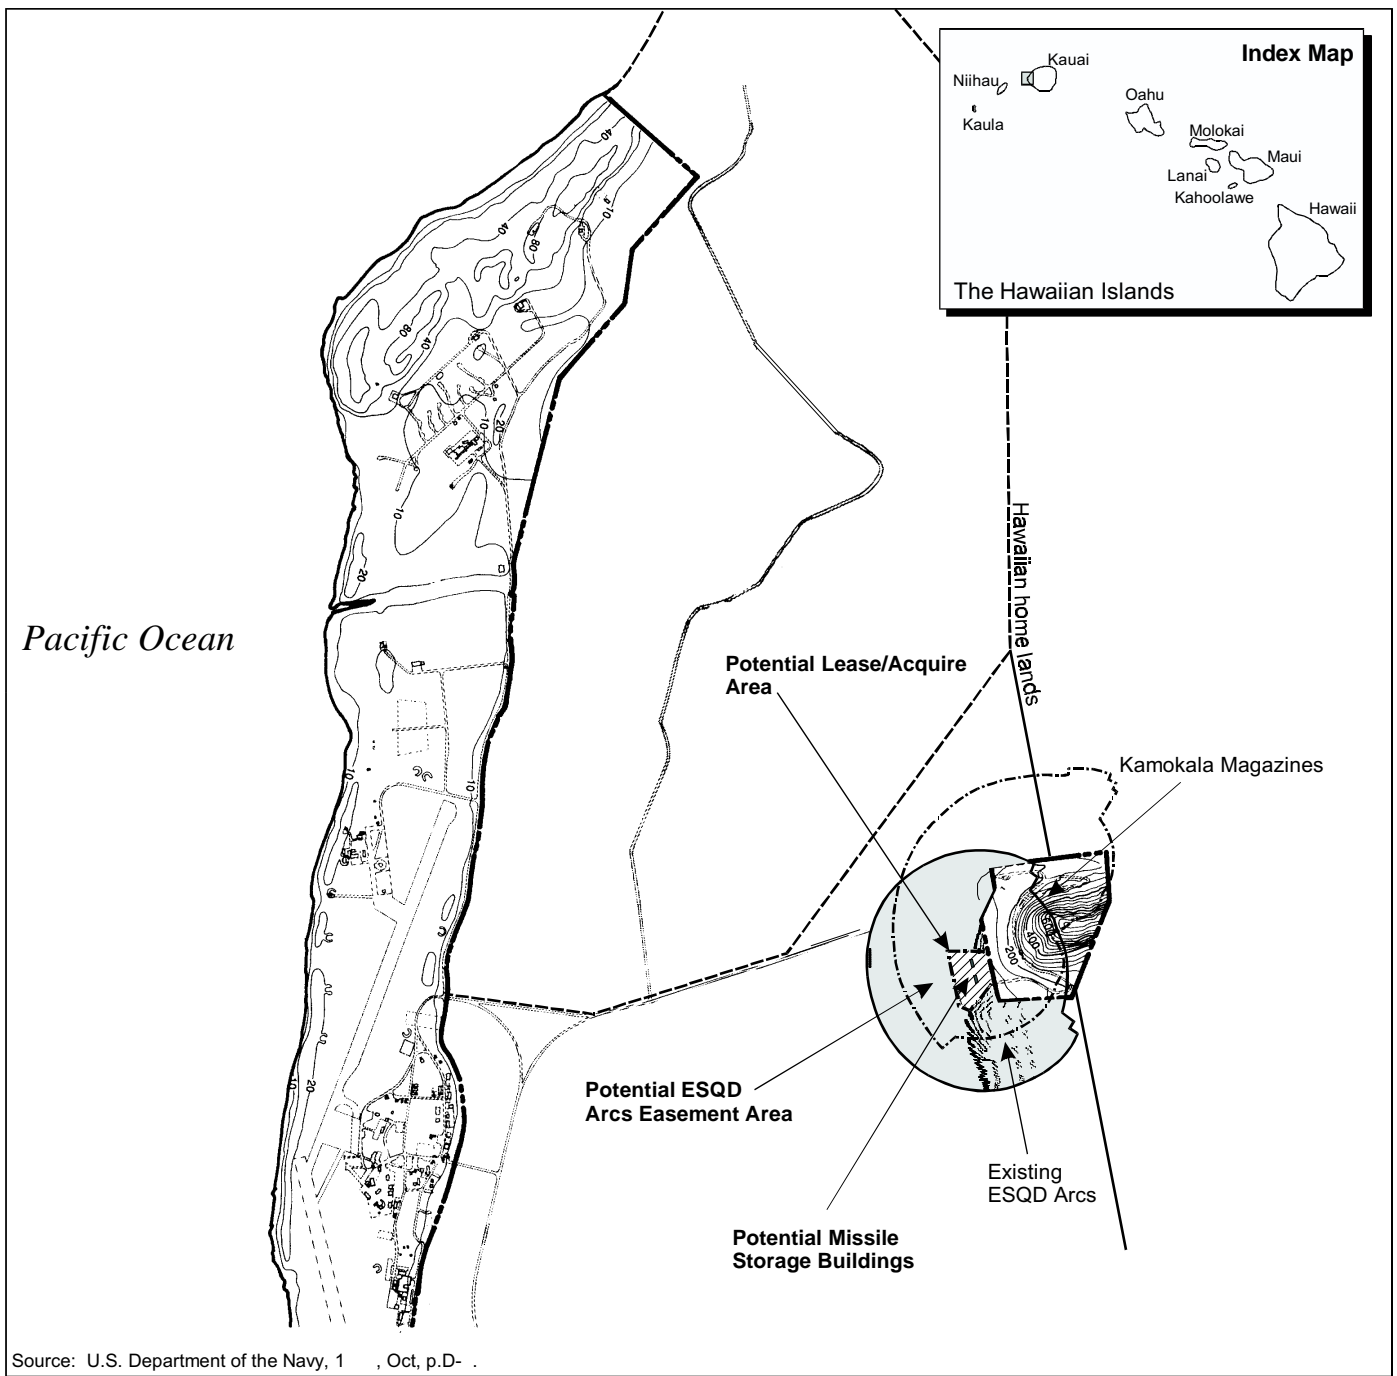 Index Map
Kauai
Niihau
Kaula
Oahu
Molokai
Maui
Lanai
Kahoolawe
Hawaii
The Hawaiian Islands
40
10
40
80
80
40
20
10
10
20
Hawaiian home lands
Pacific Ocean
Potential Lease/Acquire
Area
Kamokala Magazines
10
10
400
200
10
20
Potential ESQD
Arcs Easement Area
Existing
ESQD Arcs
Potential Missile
Storage Buildings
Source: U.S. Department of the Navy, 1 , Oct, p.D- .